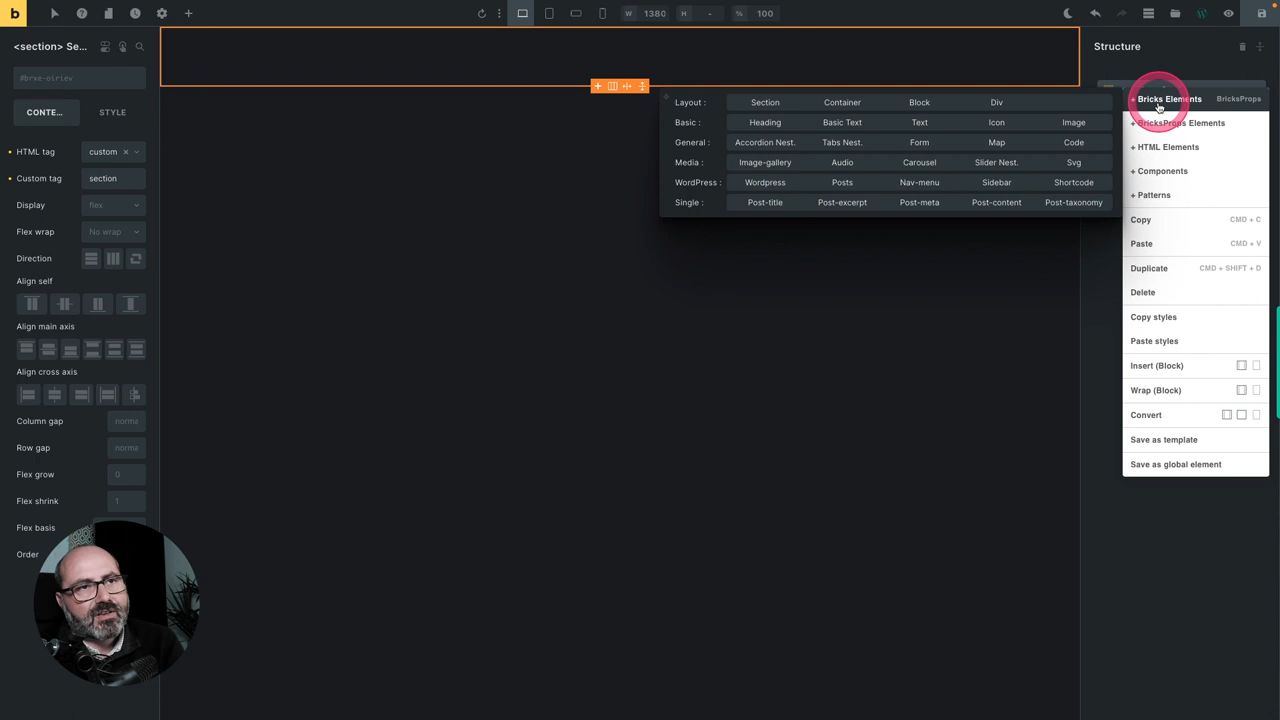 b
W 1380 H - % 100
<section> Se...
#brxe-oirlev
CONTE... STYLE
HTML tag custom
Custom tag section
Display flex
Flex wrap No wrap
Direction
Align self
Align main axis
Align cross axis
Column gap norma
Row gap norma
Flex grow 0
Flex shrink 1
Flex basis
Order
Layout : Section Container Block Div
Basic : Heading Basic Text Text Icon Image
General : Accordion Nest. Tabs Nest. Form Map Code
Media : Image-gallery Audio Carousel Slider Nest. Svg
WordPress : Wordpress Posts Nav-menu Sidebar Shortcode
Single : Post-title Post-excerpt Post-meta Post-content Post-taxonomy
Structure
+ Bricks Elements BricksProps
+ BricksProps Elements
+ HTML Elements
+ Components
+ Patterns
Copy CMD + C
Paste CMD + V
Duplicate CMD + SHIFT + D
Delete
Copy styles
Paste styles
Insert (Block)
Wrap (Block)
Convert
Save as template
Save as global element